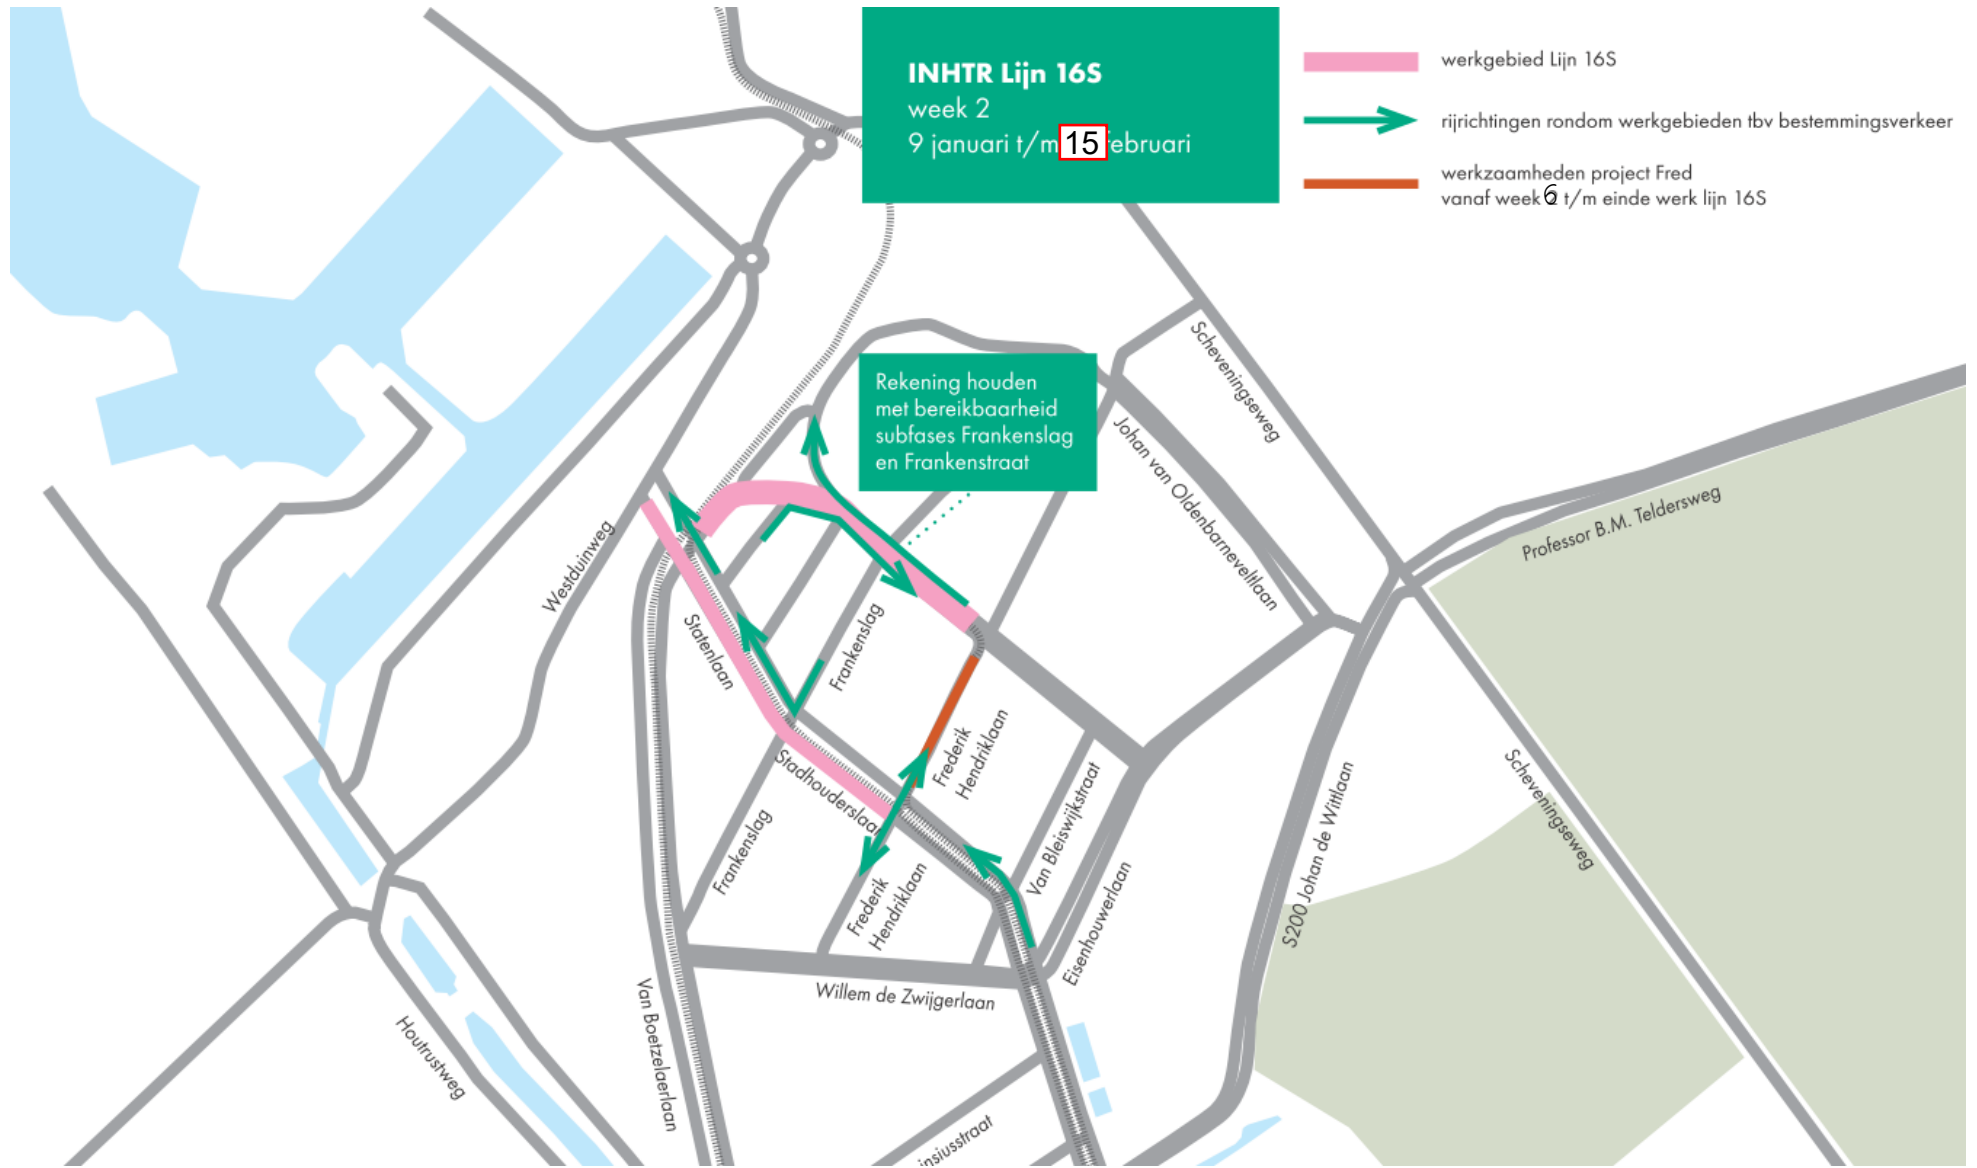 INHTR Lijn 16S
week 2
9 januari t/m 15 februari
werkgebied Lijn 16S
rijrichtingen rondom werkgebieden tbv bestemmingsverkeer
werkzaamheden project Fred
vanaf week 6 t/m einde werk lijn 16S
Rekening houden
met bereikbaarheid
subfases Frankenslag
en Frankenstraat
Scheveningseweg
Johan van Oldenbarneveltlaan
Professor B.M. Teldersweg
Westduinweg
Statenlaan
Frankenslag
Frederik
Hendriklaan
Stadhouderslaan
Van Bleiswijkstraat
Frankenslag
Frederik
Hendriklaan
Eisenhouwerlaan
S200 Johan de Wittlaan
Scheveningseweg
Willem de Zwijgerlaan
Van Boetzelaerlaan
Houtrustweg
insiusstraat